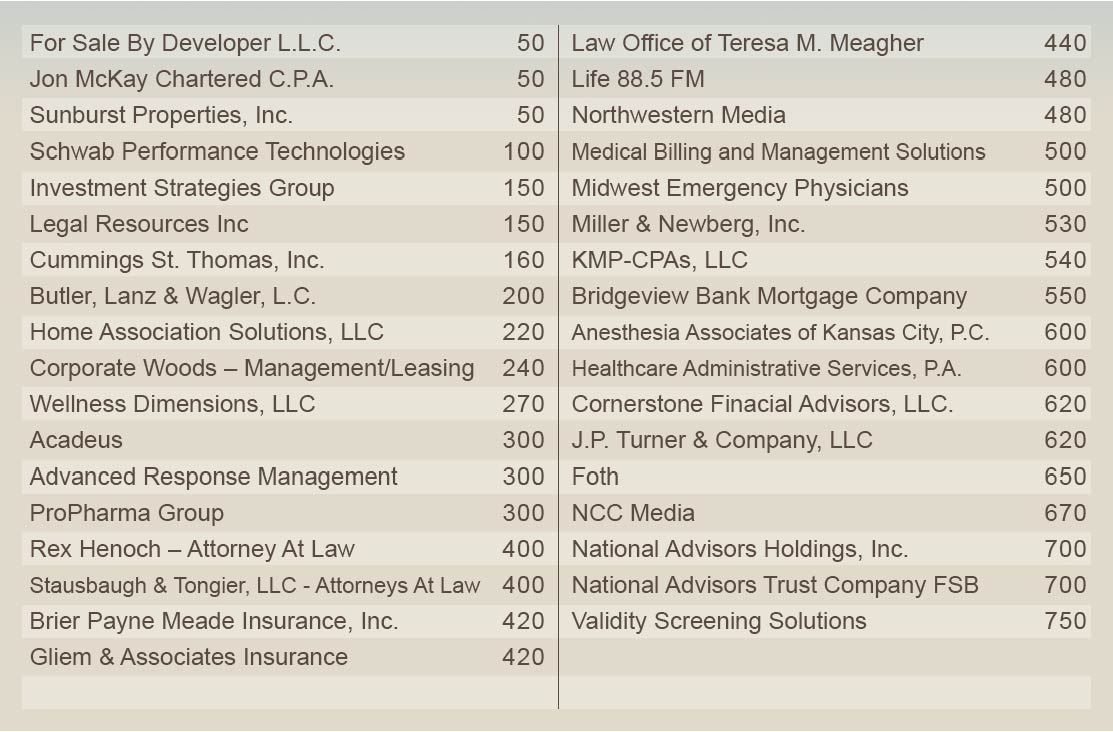 For Sale By Developer L.L.C. 50
Jon McKay Chartered C.P.A. 50
Sunburst Properties, Inc. 50
Schwab Performance Technologies 100
Investment Strategies Group 150
Legal Resources Inc 150
Cummings St. Thomas, Inc. 160
Butler, Lanz & Wagler, L.C. 200
Home Association Solutions, LLC 220
Corporate Woods – Management/Leasing 240
Wellness Dimensions, LLC 270
Acadeus 300
Advanced Response Management 300
ProPharma Group 300
Rex Henoch – Attorney At Law 400
Stausbaugh & Tongier, LLC - Attorneys At Law 400
Brier Payne Meade Insurance, Inc. 420
Gliem & Associates Insurance 420
Law Office of Teresa M. Meagher 440
Life 88.5 FM 480
Northwestern Media 480
Medical Billing and Management Solutions 500
Midwest Emergency Physicians 500
Miller & Newberg, Inc. 530
KMP-CPAs, LLC 540
Bridgeview Bank Mortgage Company 550
Anesthesia Associates of Kansas City, P.C. 600
Healthcare Administrative Services, P.A. 600
Cornerstone Finacial Advisors, LLC. 620
J.P. Turner & Company, LLC 620
Foth 650
NCC Media 670
National Advisors Holdings, Inc. 700
National Advisors Trust Company FSB 700
Validity Screening Solutions 750